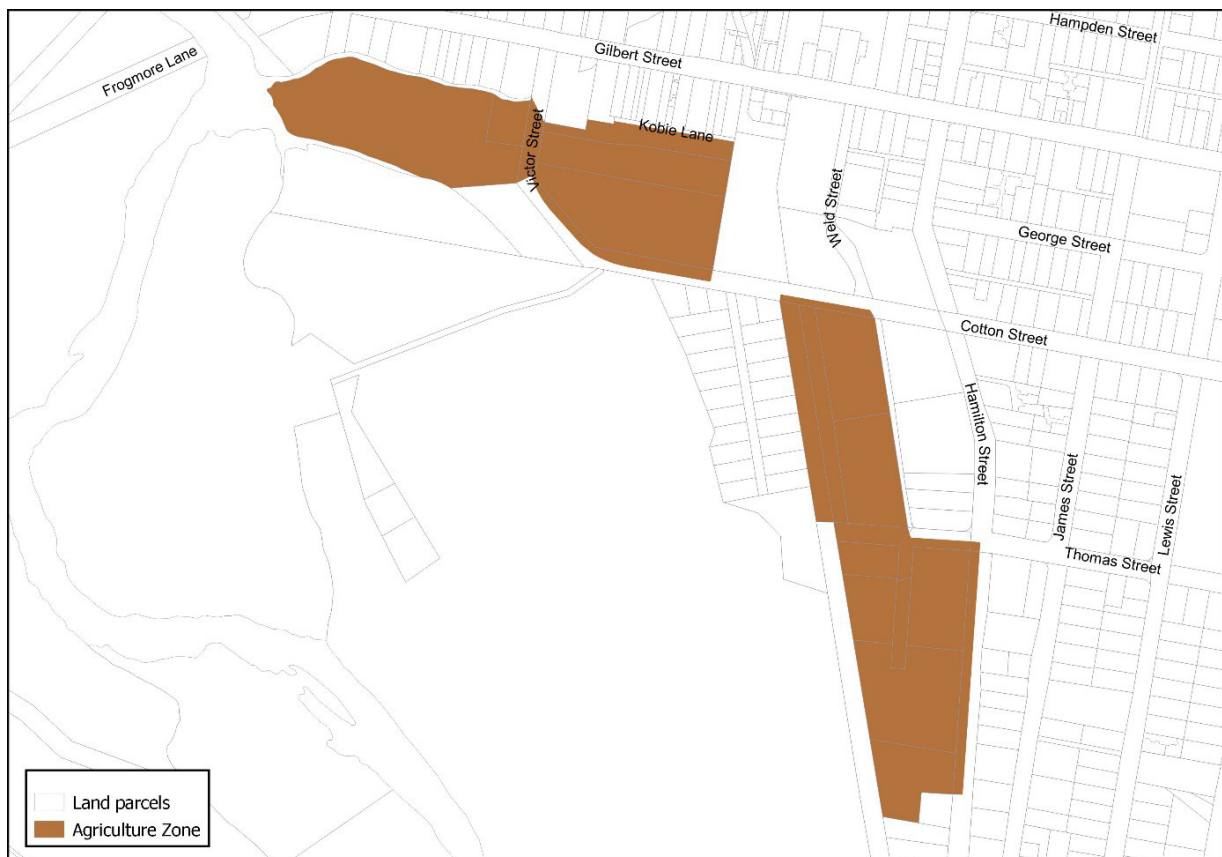 Hampden Street
Gilbert Street
Frogmore Lane
Kobie Lane
Victor Street
Weld Street
George Street
Cotton Street
Hamilton Street
James Street
Lewis Street
Thomas Street
Land parcels
Agriculture Zone